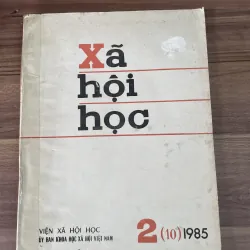 Xã
hội
học
VIỆN XÃ HỘI HỌC
ỦY BAN KHOA HỌC XÃ HỘI VIỆT NAM
2 (10) 1985